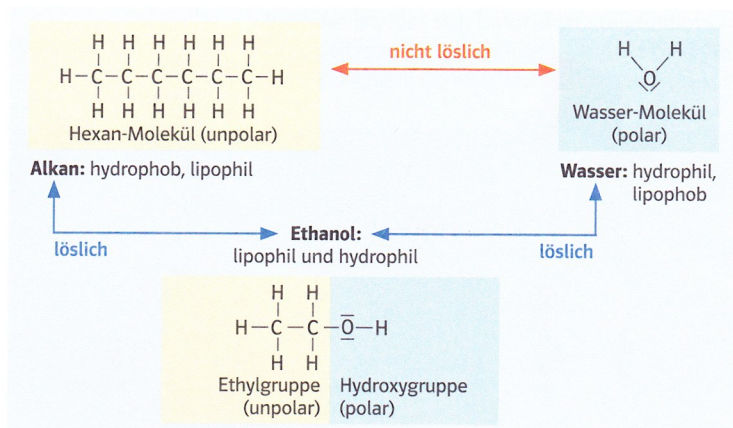 H H H H H H
H–C–C–C–C–C–C–H
H H H H H H
Hexan-Molekül (unpolar)
Alkan: hydrophob, lipophil
nicht löslich
H H
O
Wasser-Molekül
(polar)
Wasser: hydrophil,
lipophob
löslich
Ethanol:
lipophil und hydrophil
löslich
H H
H–C–C–O–H
H H
Ethylgruppe
(unpolar)
Hydroxygruppe
(polar)